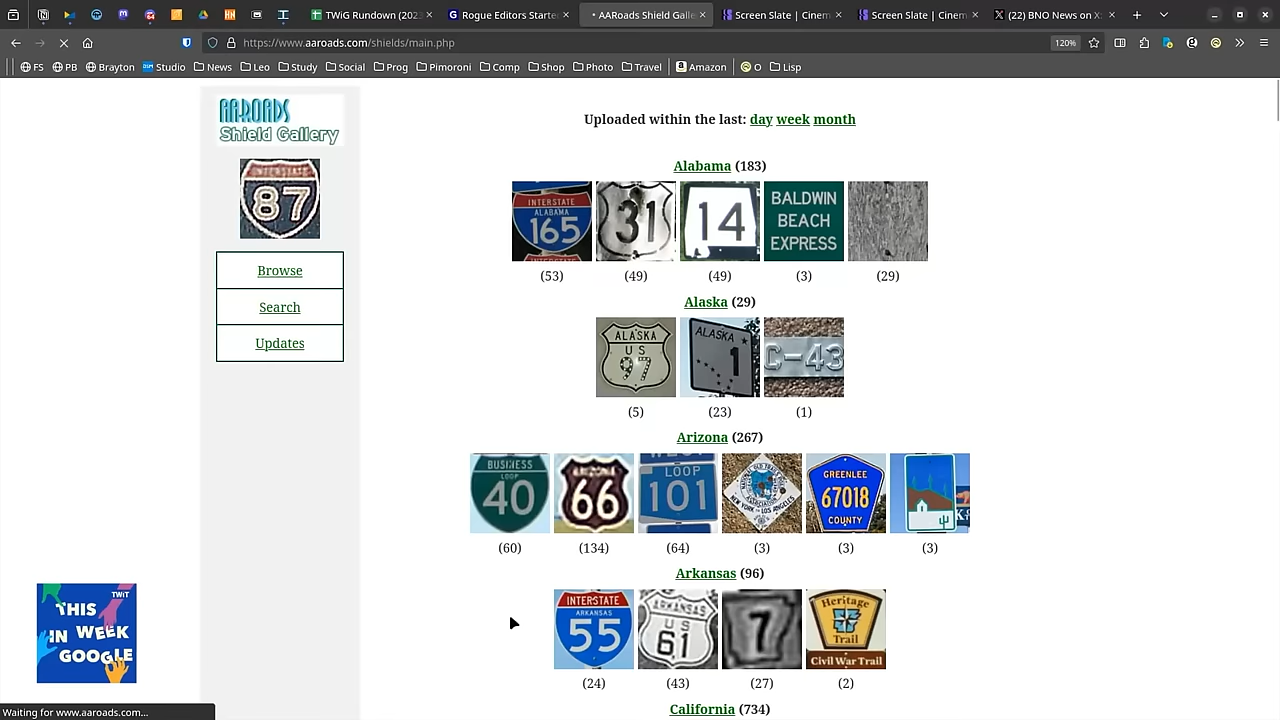 TWiG Rundown (2023
Rogue Editors Starte
AARoads Shield Galle
Screen Slate | Cinem
Screen Slate | Cinem
(22) BNO News on X:
https://www.aaroads.com/shields/main.php
120%
FS PB Brayton Studio News Leo Study Social Prog Pimoroni Comp Shop Photo Travel Amazon O Lisp
AAROADS
Shield Gallery
INTERSTATE
87
Browse
Search
Updates
Uploaded within the last: day week month
Alabama (183)
INTERSTATE
ALABAMA
165
31
14
BALDWIN
BEACH
EXPRESS
(53) (49) (49) (3) (29)
Alaska (29)
ALASKA
US
97
ALASKA
1
C-43
(5) (23) (1)
Arizona (267)
BUSINESS
LOOP
40
ARIZONA
66
LOOP
101
NEW YORK TO LOS ANGELES
GREENLEE
67018
COUNTY
(60) (134) (64) (3) (3) (3)
Arkansas (96)
INTERSTATE
ARKANSAS
55
ARKANSAS
US
61
7
Heritage
Trail
Civil War Trail
(24) (43) (27) (2)
California (734)
TWiT
THIS
IN WEEK
GOOGLE
Waiting for www.aaroads.com...